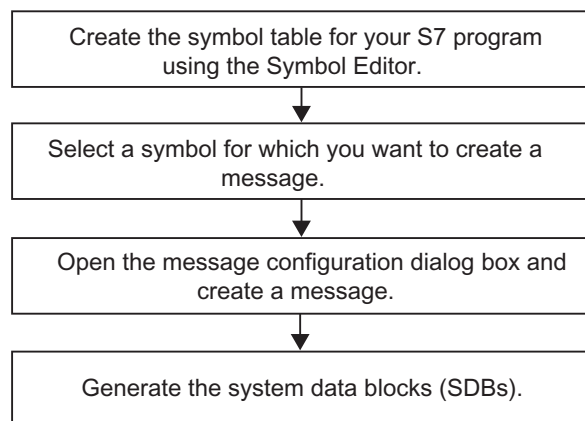 Create the symbol table for your S7 program
using the Symbol Editor.
Select a symbol for which you want to create a
message.
Open the message configuration dialog box and
create a message.
Generate the system data blocks (SDBs).